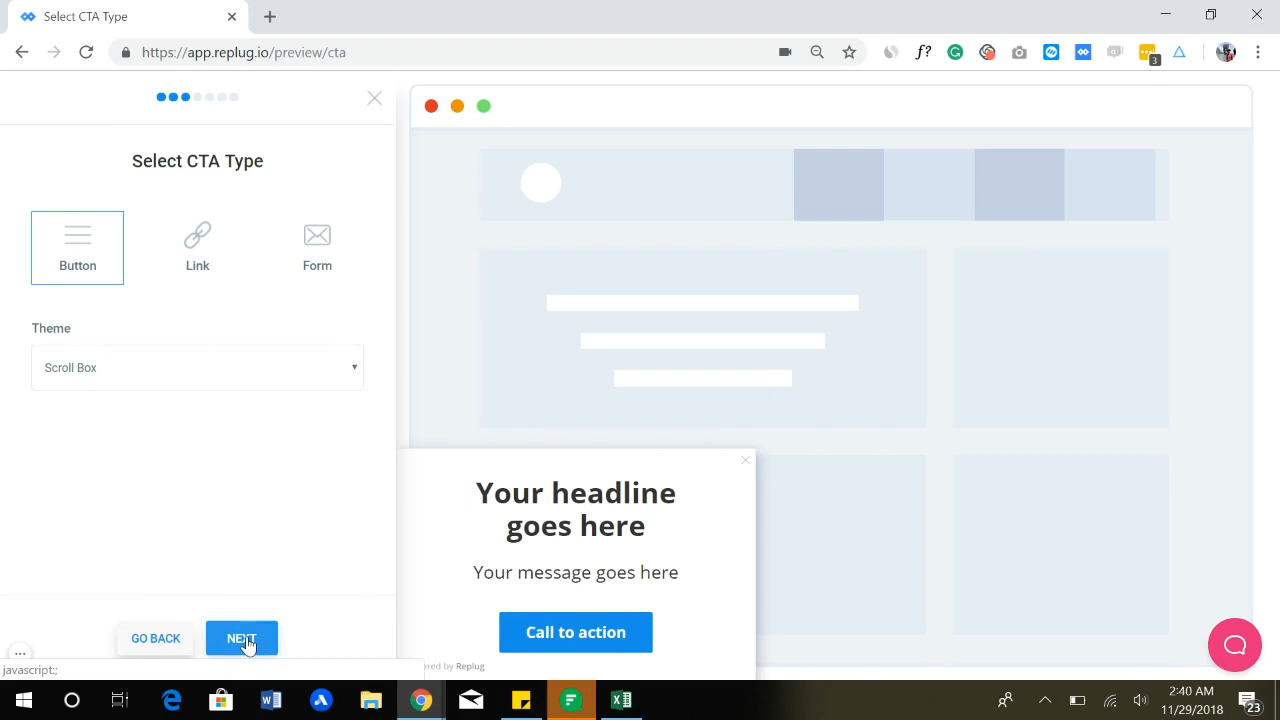 Select CTA Type
https://app.replug.io/preview/cta
f?
3
Select CTA Type
Button
Link
Form
Theme
Scroll Box
Your headline
goes here
Your message goes here
Call to action
GO BACK
NEXT
ered by Replug
javascript:;
2:40 AM
11/29/2018
23